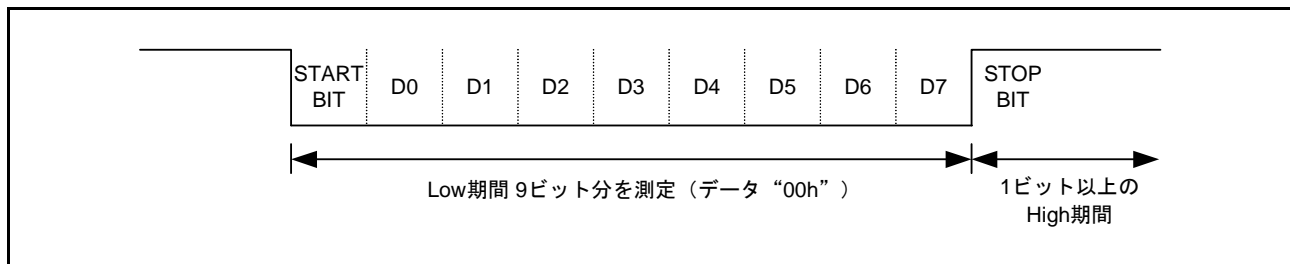 START
BIT
D0
D1
D2
D3
D4
D5
D6
D7
STOP
BIT
Low期間 9ビット分を測定（データ“00h”）
1ビット以上の
High期間